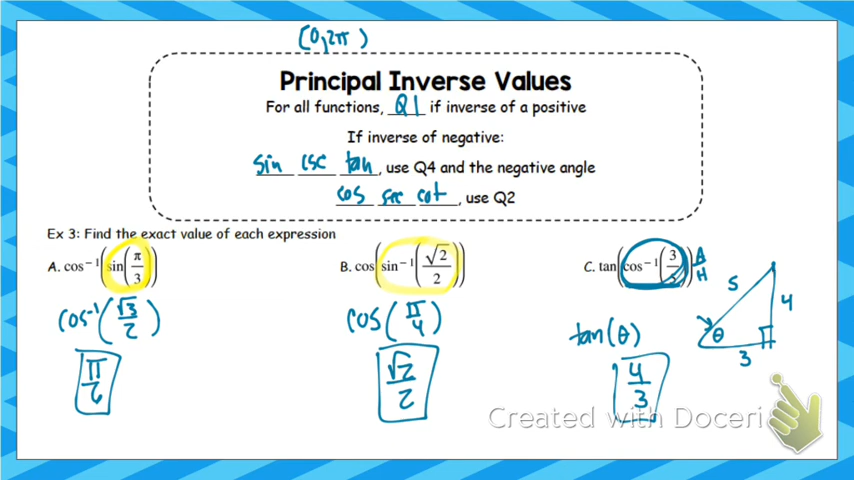 (0,2π)
Principal Inverse Values
For all functions, Q1 if inverse of a positive
If inverse of negative:
sin csc tan, use Q4 and the negative angle
cos sec cot, use Q2
Ex 3: Find the exact value of each expression
A. cos⁻¹(sin(π/3)) B. cos(sin⁻¹(√2/2)) C. tan(cos⁻¹(3/5)) A/H
cos⁻¹(√3/2) cos(π/4) tan(θ) 5 4 θ 3
π/6 √2/2 4/3
Created with Doceri